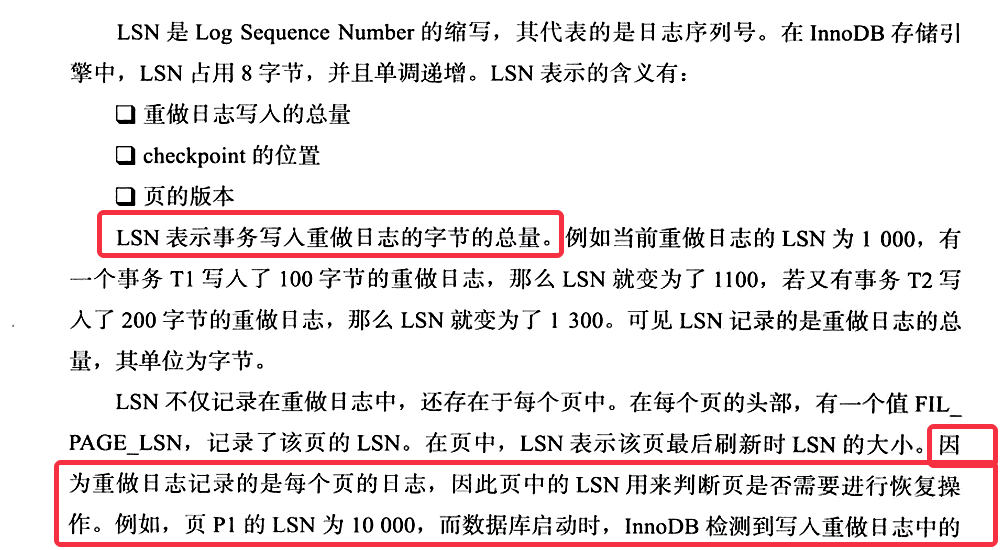 LSN 是 Log Sequence Number 的缩写，其代表的是日志序列号。在 InnoDB 存储引
擎中，LSN 占用 8 字节，并且单调递增。LSN 表示的含义有：
❑ 重做日志写入的总量
❑ checkpoint 的位置
❑ 页的版本
LSN 表示事务写入重做日志的字节的总量。例如当前重做日志的 LSN 为 1 000，有
一个事务 T1 写入了 100 字节的重做日志，那么 LSN 就变为了 1100，若又有事务 T2 写
入了 200 字节的重做日志，那么 LSN 就变为了 1 300。可见 LSN 记录的是重做日志的总
量，其单位为字节。
LSN 不仅记录在重做日志中，还存在于每个页中。在每个页的头部，有一个值 FIL_
PAGE_LSN，记录了该页的 LSN。在页中，LSN 表示该页最后刷新时 LSN 的大小。因
为重做日志记录的是每个页的日志，因此页中的 LSN 用来判断页是否需要进行恢复操
作。例如，页 P1 的 LSN 为 10 000，而数据库启动时，InnoDB 检测到写入重做日志中的